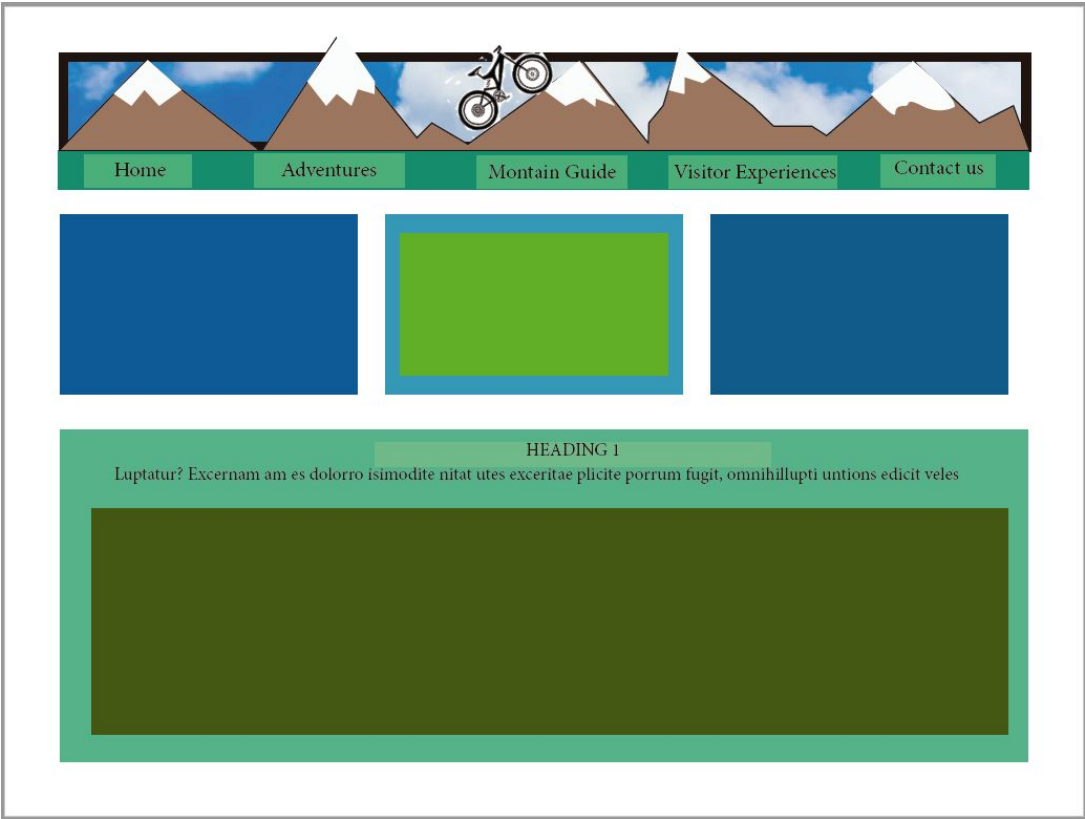 Home Adventures Montain Guide Visitor Experiences Contact us
HEADING 1
Luptatur? Excernam am es dolorro isimodite nitat utes exceritae plicite porrum fugit, omnihillupti untions edicit veles